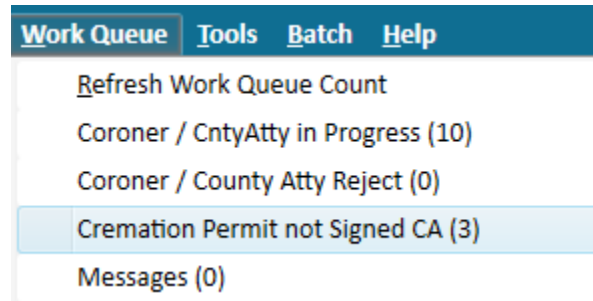 Work Queue Tools Batch Help
Refresh Work Queue Count
Coroner / CntyAtty in Progress (10)
Coroner / County Atty Reject (0)
Cremation Permit not Signed CA (3)
Messages (0)